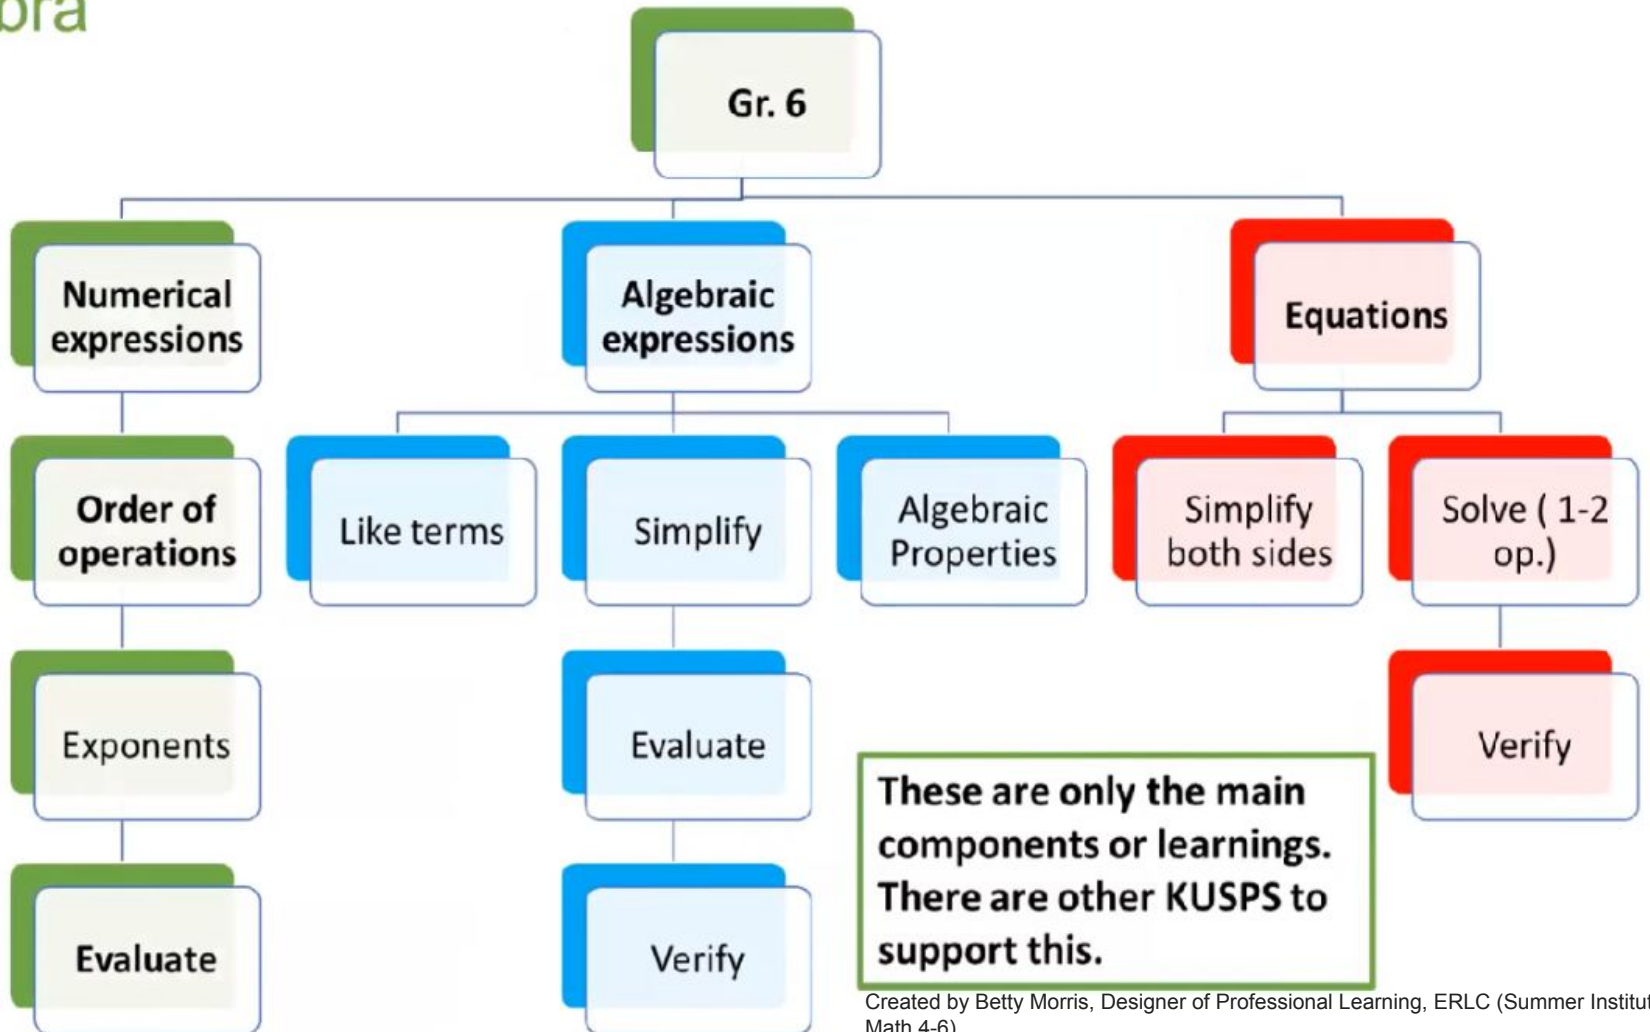 bra
Gr. 6
Numerical
expressions
Algebraic
expressions
Equations
Order of
operations
Like terms
Simplify
Algebraic
Properties
Simplify
both sides
Solve ( 1-2
op.)
Exponents
Evaluate
Verify
Evaluate
Verify
These are only the main
components or learnings.
There are other KUSPS to
support this.
Created by Betty Morris, Designer of Professional Learning, ERLC (Summer Institut
Math 4-6)